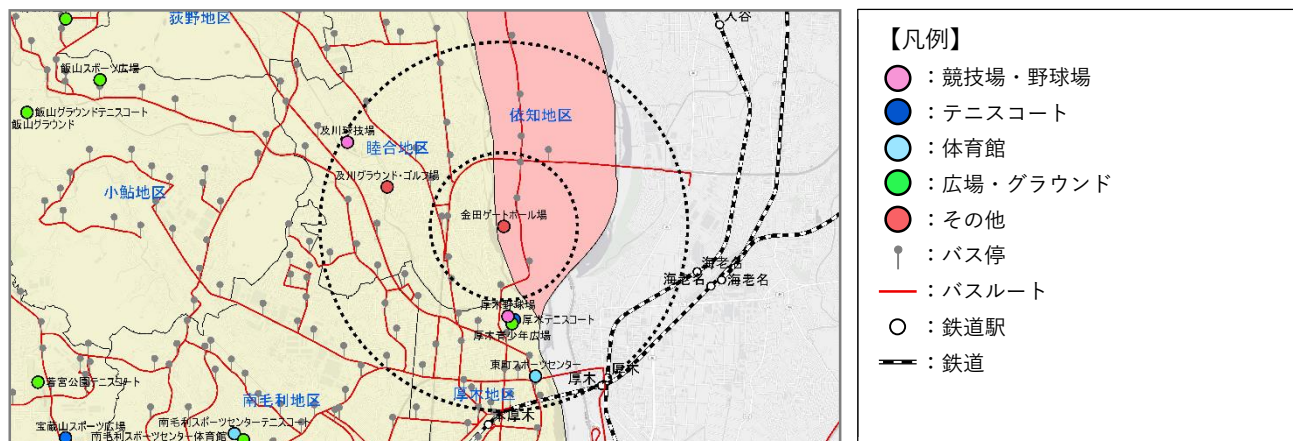 荻野地区
入谷
飯山スポーツ広場
飯山グラウンドテニスコート
飯山グラウンド
依知地区
及川球技場
睦合地区
及川グラウンド・ゴルフ場
小鮎地区
金田ゲートボール場
海老名
海老名
海老名
厚木野球場
厚木テニスコート
厚木青少年広場
東町スポーツセンター
厚木
厚木
若宮公園テニスコート
南毛利地区
厚木地区
本厚木
南毛利スポーツセンターテニスコート
宝蔵山スポーツ広場
南毛利スポーツセンター体育館
【凡例】
：競技場・野球場
：テニスコート
：体育館
：広場・グラウンド
：その他
：バス停
：バスルート
：鉄道駅
：鉄道